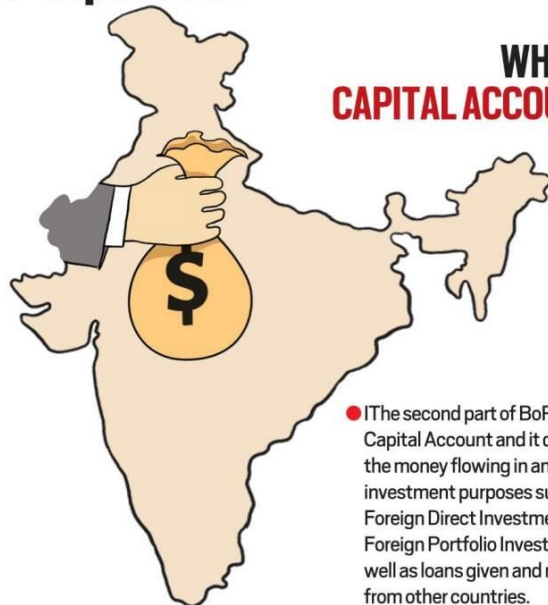 WH
CAPITAL ACCOU
$
IThe second part of BoP
Capital Account and it
the money flowing in an
investment purposes su
Foreign Direct Investme
Foreign Portfolio Invest
well as loans given and
from other countries.